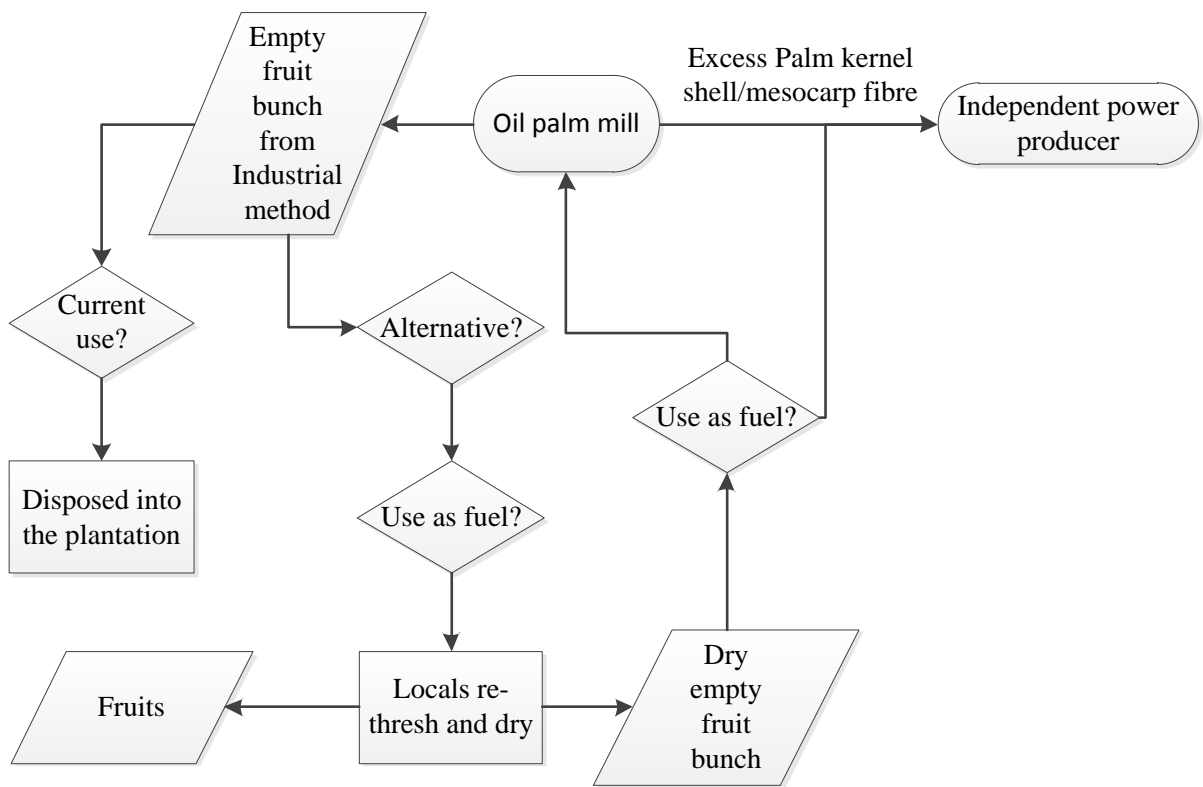 Empty
fruit
bunch
from
Industrial
method
Oil palm mill
Excess Palm kernel
shell/mesocarp fibre
Independent power
producer
Current
use?
Alternative?
Use as fuel?
Disposed into
the plantation
Use as fuel?
Fruits
Locals re-
thresh and dry
Dry
empty
fruit
bunch